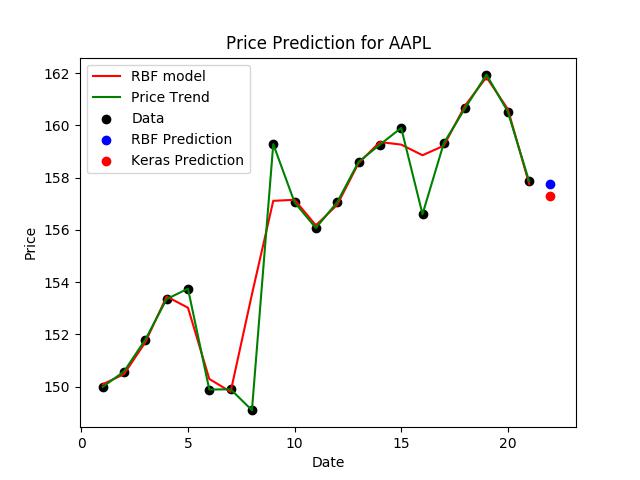 Price Prediction for AAPL
RBF model
Price Trend
Data
RBF Prediction
Keras Prediction
162
160
158
156
154
152
150
Price
0 5 10 15 20
Date